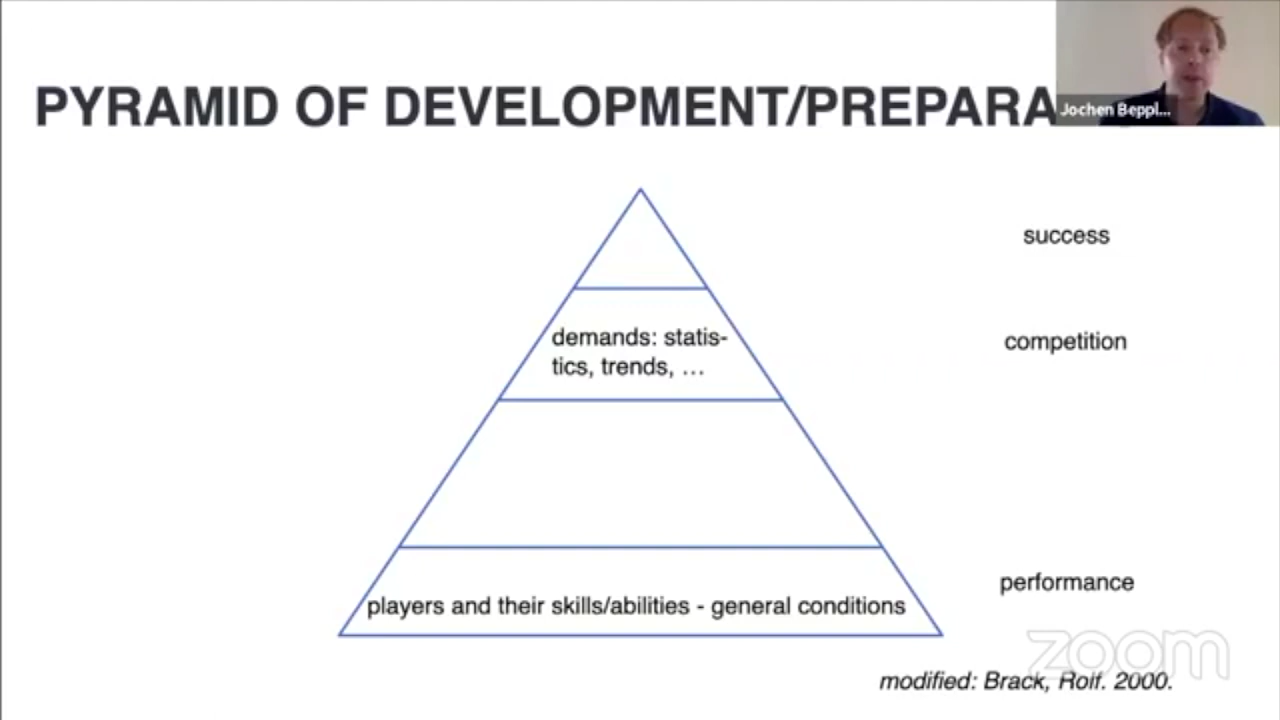 PYRAMID OF DEVELOPMENT/PREPARA
Jochen Beppl...
success
demands: statis-
tics, trends, ...
competition
players and their skills/abilities - general conditions
performance
zoom
modified: Brack, Rolf. 2000.